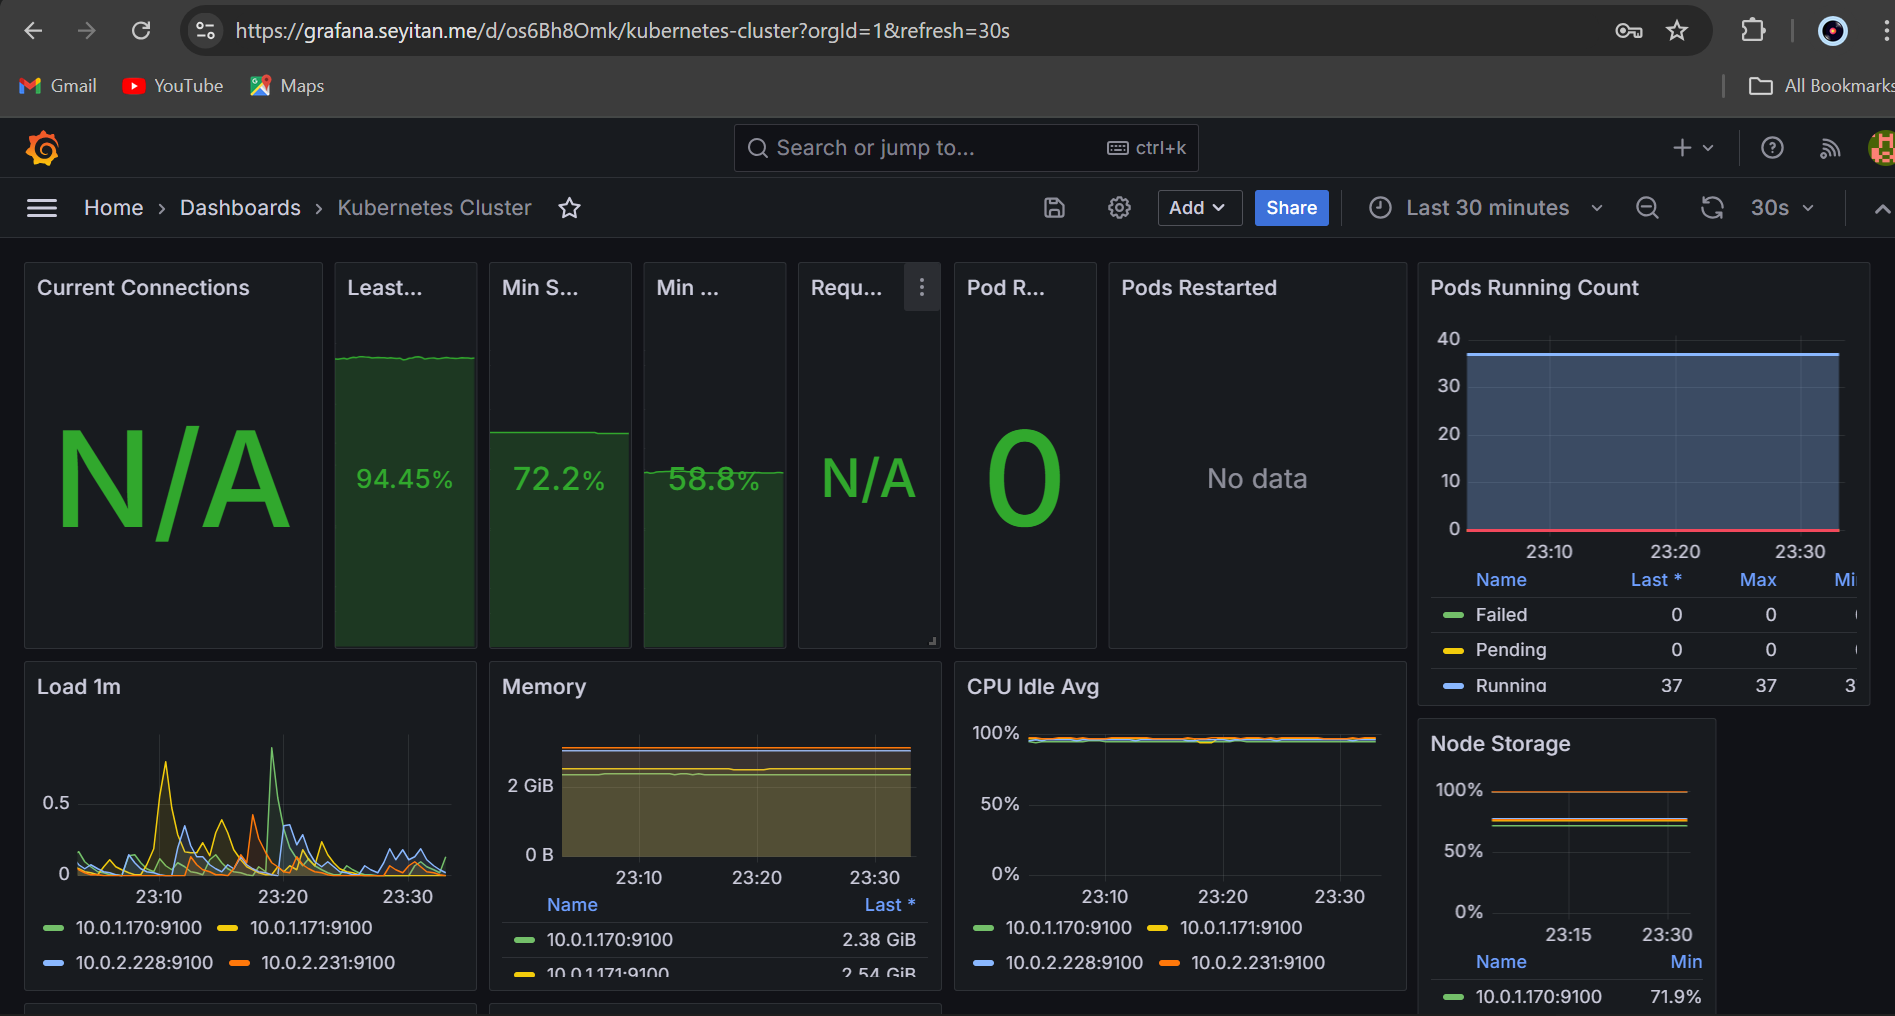 https://grafana.seyitan.me/d/os6Bh8Omk/kubernetes-cluster?orgId=1&refresh=30s
Gmail YouTube Maps All Bookmarks
Search or jump to... ctrl+k
Home › Dashboards › Kubernetes Cluster Add Share Last 30 minutes 30s
Current Connections
N/A
Least...
94.45%
Min S...
72.2%
Min ...
58.8%
Requ...
N/A
Pod R...
0
Pods Restarted
No data
Pods Running Count
40
30
20
10
0
23:10 23:20 23:30
Name Last * Max Mi
Failed 0 0
Pending 0 0
Running 37 37 3
Load 1m
0.5
0
23:10 23:20 23:30
10.0.1.170:9100 10.0.1.171:9100
10.0.2.228:9100 10.0.2.231:9100
Memory
2 GiB
0 B
23:10 23:20 23:30
Name Last *
10.0.1.170:9100 2.38 GiB
10.0.1.171:9100 2.54 GiB
CPU Idle Avg
100%
50%
0%
23:10 23:20 23:30
10.0.1.170:9100 10.0.1.171:9100
10.0.2.228:9100 10.0.2.231:9100
Node Storage
100%
50%
0%
23:15 23:30
Name Min
10.0.1.170:9100 71.9%